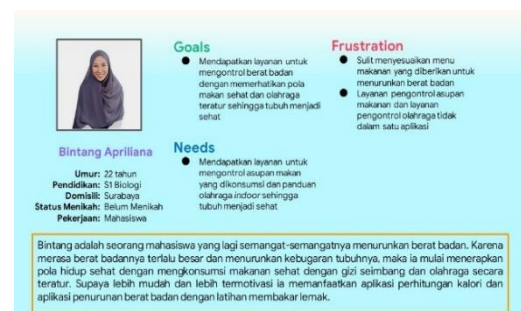 Goals
Mendapatkan layanan untuk
mengontrol berat badan
dengan memerhatikan pola
makan sehat dan olahraga
teratur sehingga tubuh menjadi
sehat
Frustration
Sulit menyesuaikan menu
makanan yang diberikan untuk
menurunkan berat badan
Layanan pengontrol asupan
makanan dan layanan
pengontrol olahraga tidak
dalam satu aplikasi
Bintang Apriliana
Umur: 22 tahun
Pendidikan: S1 Biologi
Domisili: Surabaya
Status Menikah: Belum Menikah
Pekerjaan: Mahasiswa
Needs
Mendapatkan layanan untuk
mengontrol asupan makan
yang dikonsumsi dan panduan
olahraga indoor sehingga
tubuh menjadi sehat
Bintang adalah seorang mahasiswa yang lagi semangat-semangatnya menurunkan berat badan. Karena
merasa berat badannya terlalu besar dan menurunkan kebugaran tubuhnya, maka ia mulai menerapkan
pola hidup sehat dengan mengkonsumsi makanan sehat dengan gizi seimbang dan olahraga secara
teratur. Supaya lebih mudah dan lebih termotivasi ia memanfaatkan aplikasi perhitungan kalori dan
aplikasi penurunan berat badan dengan latihan membakar lemak.